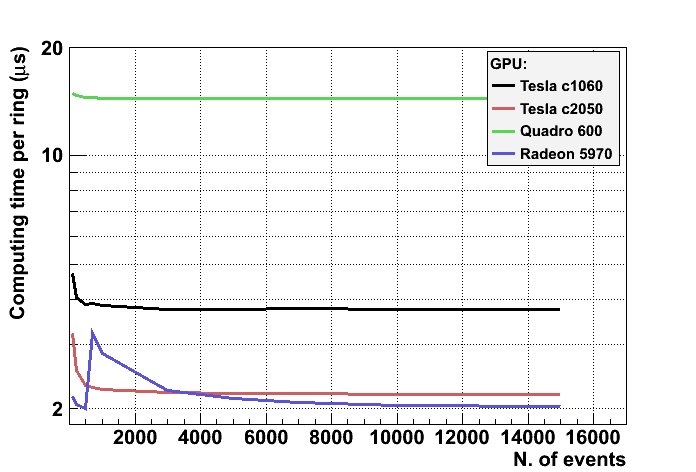 Computing time per ring (μs)
20
10
2
GPU:
Tesla c1060
Tesla c2050
Quadro 600
Radeon 5970
2000 4000 6000 8000 10000 12000 14000 16000
N. of events